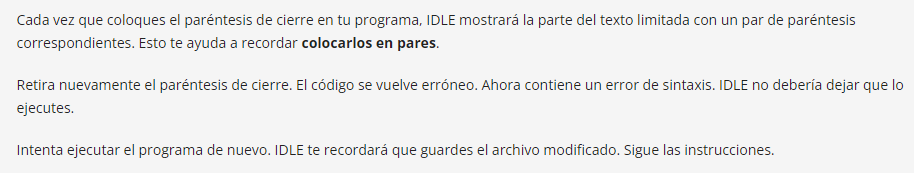 Cada vez que coloques el paréntesis de cierre en tu programa, IDLE mostrará la parte del texto limitada con un par de paréntesis
correspondientes. Esto te ayuda a recordar colocarlos en pares.
Retira nuevamente el paréntesis de cierre. El código se vuelve erróneo. Ahora contiene un error de sintaxis. IDLE no debería dejar que lo
ejecutes.
Intenta ejecutar el programa de nuevo. IDLE te recordará que guardes el archivo modificado. Sigue las instrucciones.